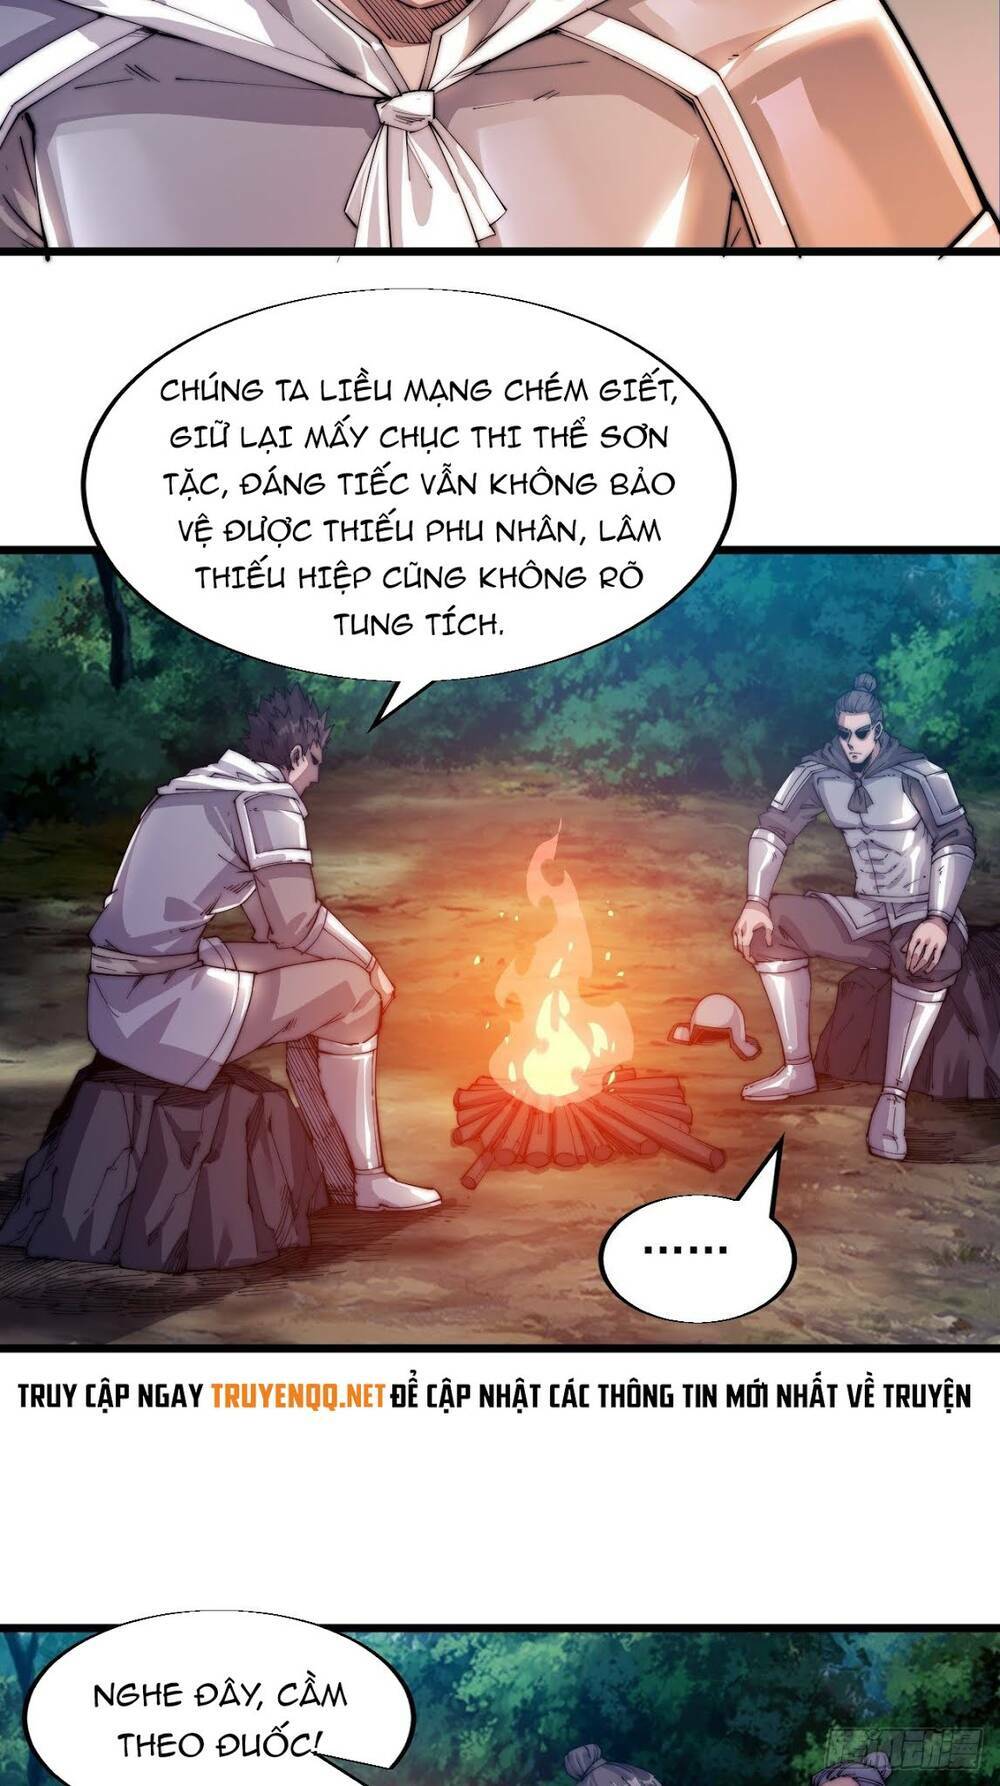 CHÚNG TA LIỀU MẠNG CHÉM GIẾT,
GIỮ LẠI MẤY CHỤC THI THỂ SƠN
TẶC, ĐÁNG TIẾC VẪN KHÔNG BẢO
VỆ ĐƯỢC THIẾU PHU NHÂN, LÂM
THIẾU HIỆP CŨNG KHÔNG RÕ
TUNG TÍCH.
......
TRUY CẬP NGAY TRUYENQQ.NET ĐỂ CẬP NHẬT CÁC THÔNG TIN MỚI NHẤT VỀ TRUYỆN
NGHE ĐÂY, CẦM
THEO ĐUỐC!